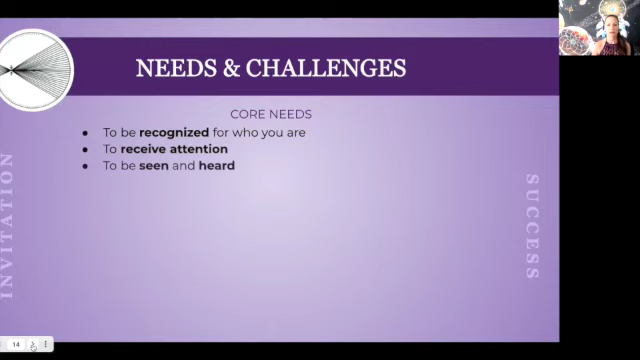 NEEDS & CHALLENGES
CORE NEEDS
● To be recognized for who you are
● To receive attention
● To be seen and heard
INVITATION
SUCCESS
14